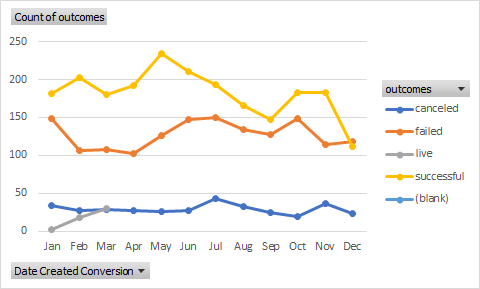 Count of outcomes
250
200
150
100
50
0
Jan Feb Mar Apr May Jun Jul Aug Sep Oct Nov Dec
outcomes
canceled
failed
live
successful
(blank)
Date Created Conversion